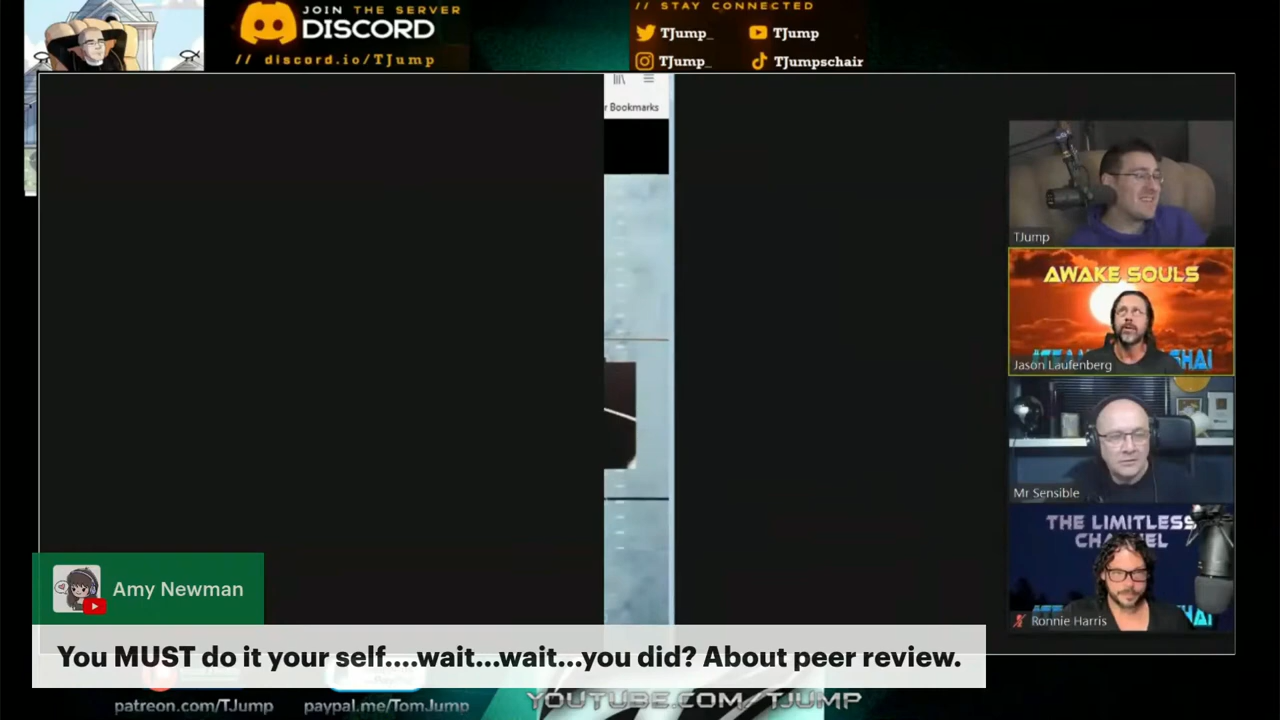 JOIN THE SERVER
DISCORD
// discord.io/TJump
// STAY CONNECTED
TJump_
TJump
TJump_
TJumpschair
r Bookmarks
TJump
AWAKE SOULS
Jason Laufenberg
Mr Sensible
THE LIMITLESS
CHANNEL
Ronnie Harris
Amy Newman
You MUST do it your self....wait...wait...you did? About peer review.
patreon.com/TJump
paypal.me/TomJump
YOUTUBE.COM/TJUMP